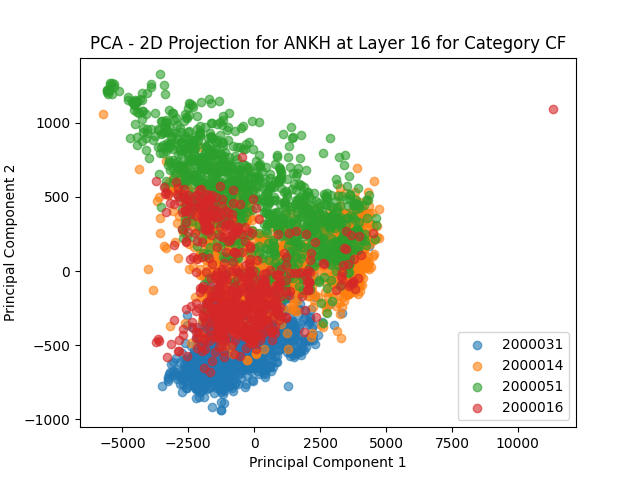 PCA - 2D Projection for ANKH at Layer 16 for Category CF
Principal Component 2
1000
500
0
−500
−1000
2000031
2000014
2000051
2000016
−5000 −2500 0 2500 5000 7500 10000
Principal Component 1